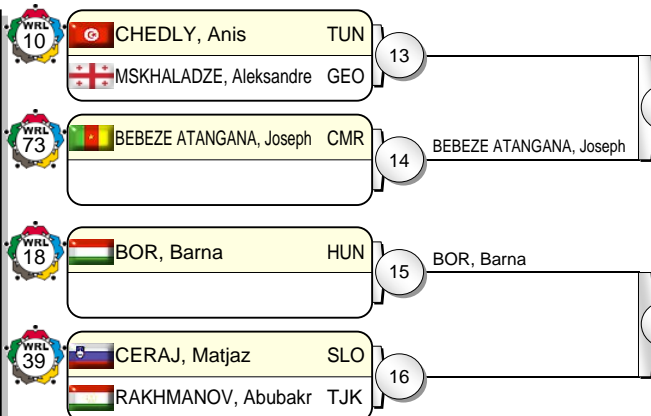 WRL
10
CHEDLY, Anis TUN
MSKHALADZE, Aleksandre GEO
13
WRL
73
BEBEZE ATANGANA, Joseph CMR
14
BEBEZE ATANGANA, Joseph
WRL
18
BOR, Barna HUN
15
BOR, Barna
WRL
39
CERAJ, Matjaz SLO
RAKHMANOV, Abubakr TJK
16